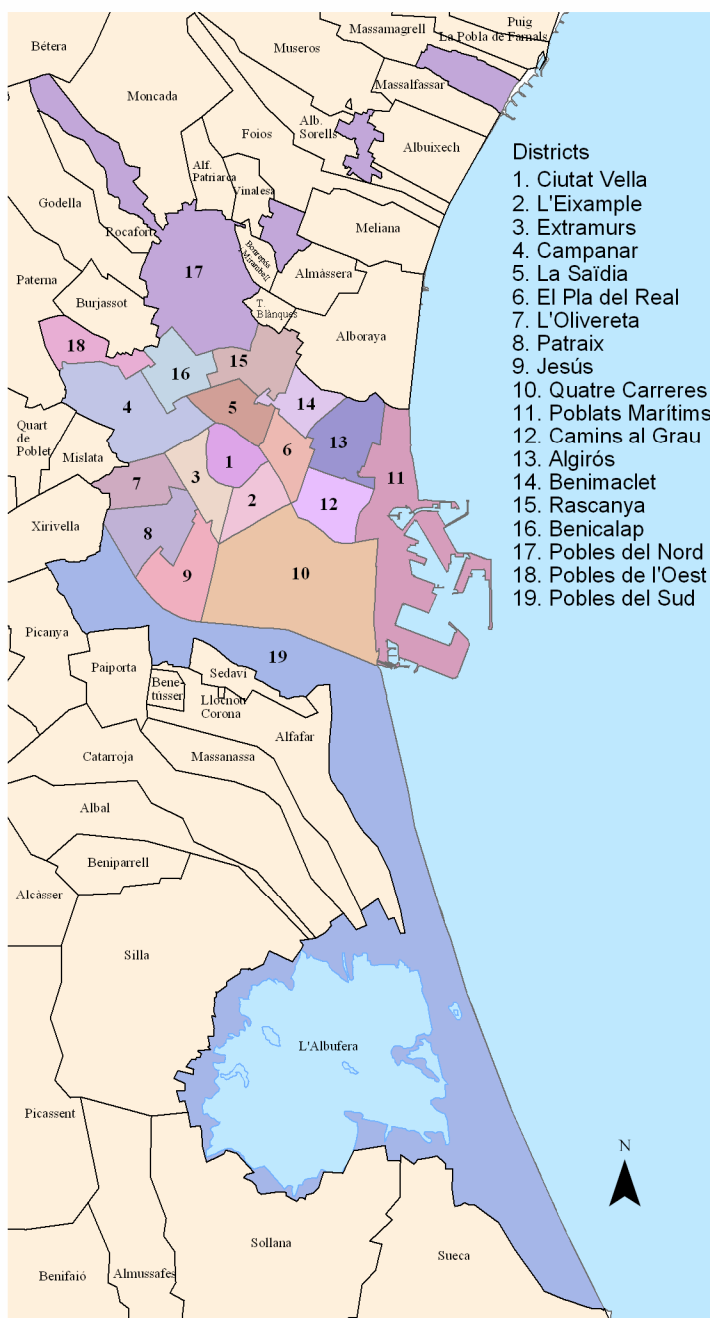 Puig
Massamagrell
La Pobla de Farnals
Bétera
Museros
Massalfassar
Moncada
Alb.
Sorells
Foios
Albuixech
Alf.
Patriarca
Vinalesa
Godella
Rocafort
Meliana
Bonrepòs
i Mirambell
Almàssera
Paterna
Burjassot
T.
Blànques
Alboraya
Quart
de
Poblet
Mislata
Xirivella
Picanya
Paiporta
Bene-
tússer
Sedaví
Llocnou
Corona
Alfafar
Catarroja
Massanassa
Albal
Beniparrell
Alcàsser
Silla
L'Albufera
Picassent
Sollana
Sueca
Benifaió
Almussafes
17
18
16
15
4
5
14
13
6
3
1
11
7
2
12
8
9
10
19
Districts
1. Ciutat Vella
2. L'Eixample
3. Extramurs
4. Campanar
5. La Saïdia
6. El Pla del Real
7. L'Olivereta
8. Patraix
9. Jesús
10. Quatre Carreres
11. Poblats Marítims
12. Camins al Grau
13. Algirós
14. Benimaclet
15. Rascanya
16. Benicalap
17. Pobles del Nord
18. Pobles de l'Oest
19. Pobles del Sud
N